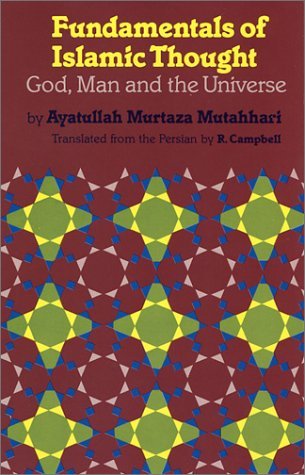 Fundamentals of
Islamic Thought
God, Man and the Universe
by Ayatullah Murtaza Mutahhari
Translated from the Persian by R. Campbell